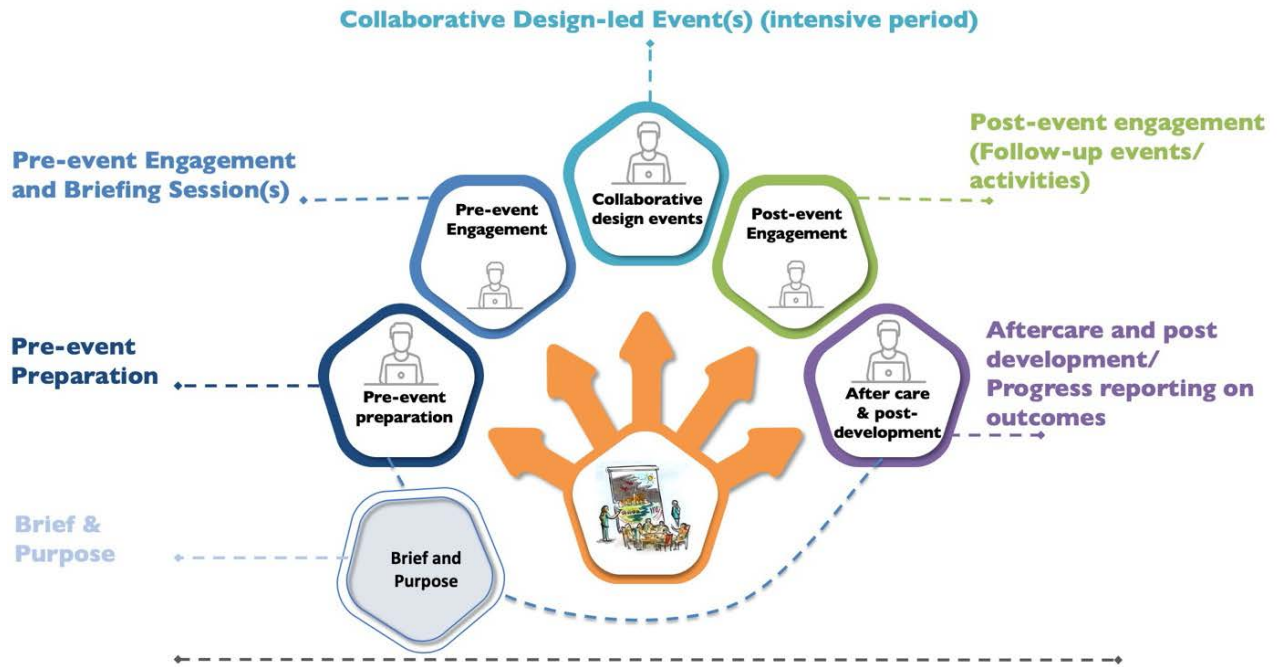 Collaborative Design-led Event(s) (intensive period)
Pre-event Engagement
and Briefing Session(s)
Post-event engagement
(Follow-up events/
activities)
Collaborative
design events
Pre-event
Engagement
Post-event
Engagement
Pre-event
Preparation
Pre-event
preparation
After care
& post-
development
Aftercare and post
development/
Progress reporting on
outcomes
Brief &
Purpose
Brief and
Purpose